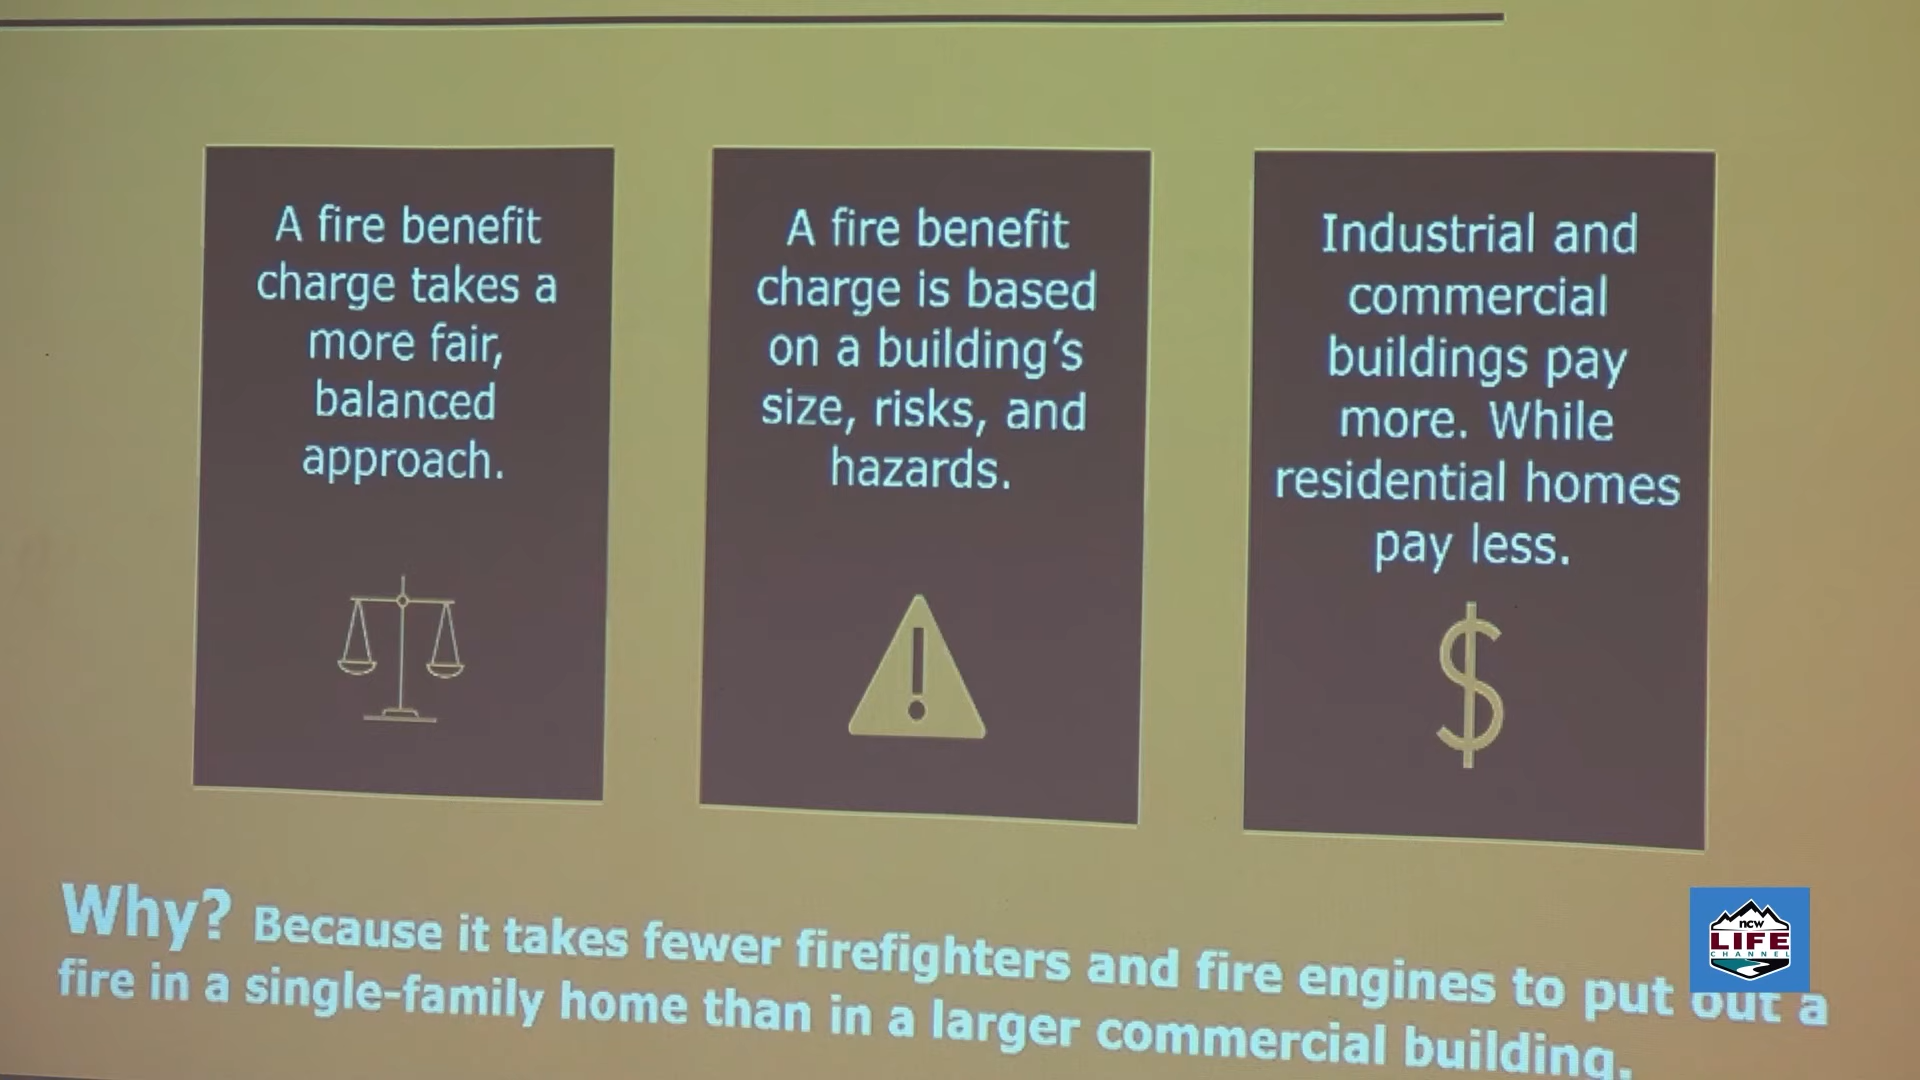 A fire benefit
charge takes a
more fair,
balanced
approach.
A fire benefit
charge is based
on a building's
size, risks, and
hazards.
Industrial and
commercial
buildings pay
more. While
residential homes
pay less.
$
Why? Because it takes fewer firefighters and fire engines to put out a
fire in a single-family home than in a larger commercial building.
ncw
LIFE
CHANNEL